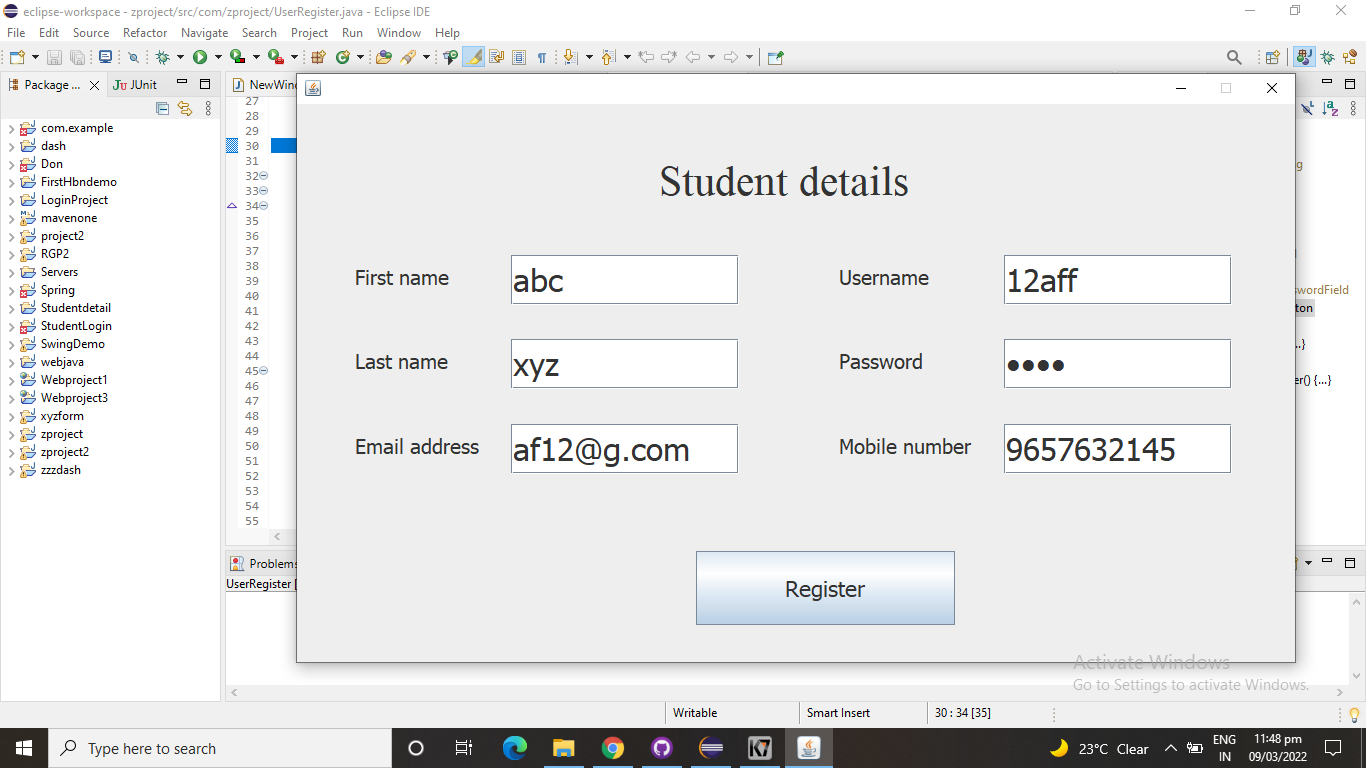 eclipse-workspace - zproject/src/com/zproject/UserRegister.java - Eclipse IDE
File Edit Source Refactor Navigate Search Project Run Window Help
Package ... JUnit
NewWin
27
28
29
30
31
32
33
34
35
36
37
38
39
40
41
42
43
44
45
46
47
48
49
50
51
52
53
54
55
com.example
dash
Don
FirstHbndemo
LoginProject
mavenone
project2
RGP2
Servers
Spring
Studentdetail
StudentLogin
SwingDemo
webjava
Webproject1
Webproject3
xyzform
zproject
zproject2
zzzdash
Student details
First name abc Username 12aff
Last name xyz Password ••••
Email address af12@g.com Mobile number 9657632145
Register
g
swordField
ton
..}
er() {...}
Problems
UserRegister [
Activate Windows
Go to Settings to activate Windows.
Writable Smart Insert 30 : 34 [35]
Type here to search
23°C Clear
ENG
IN
11:48 pm
09/03/2022